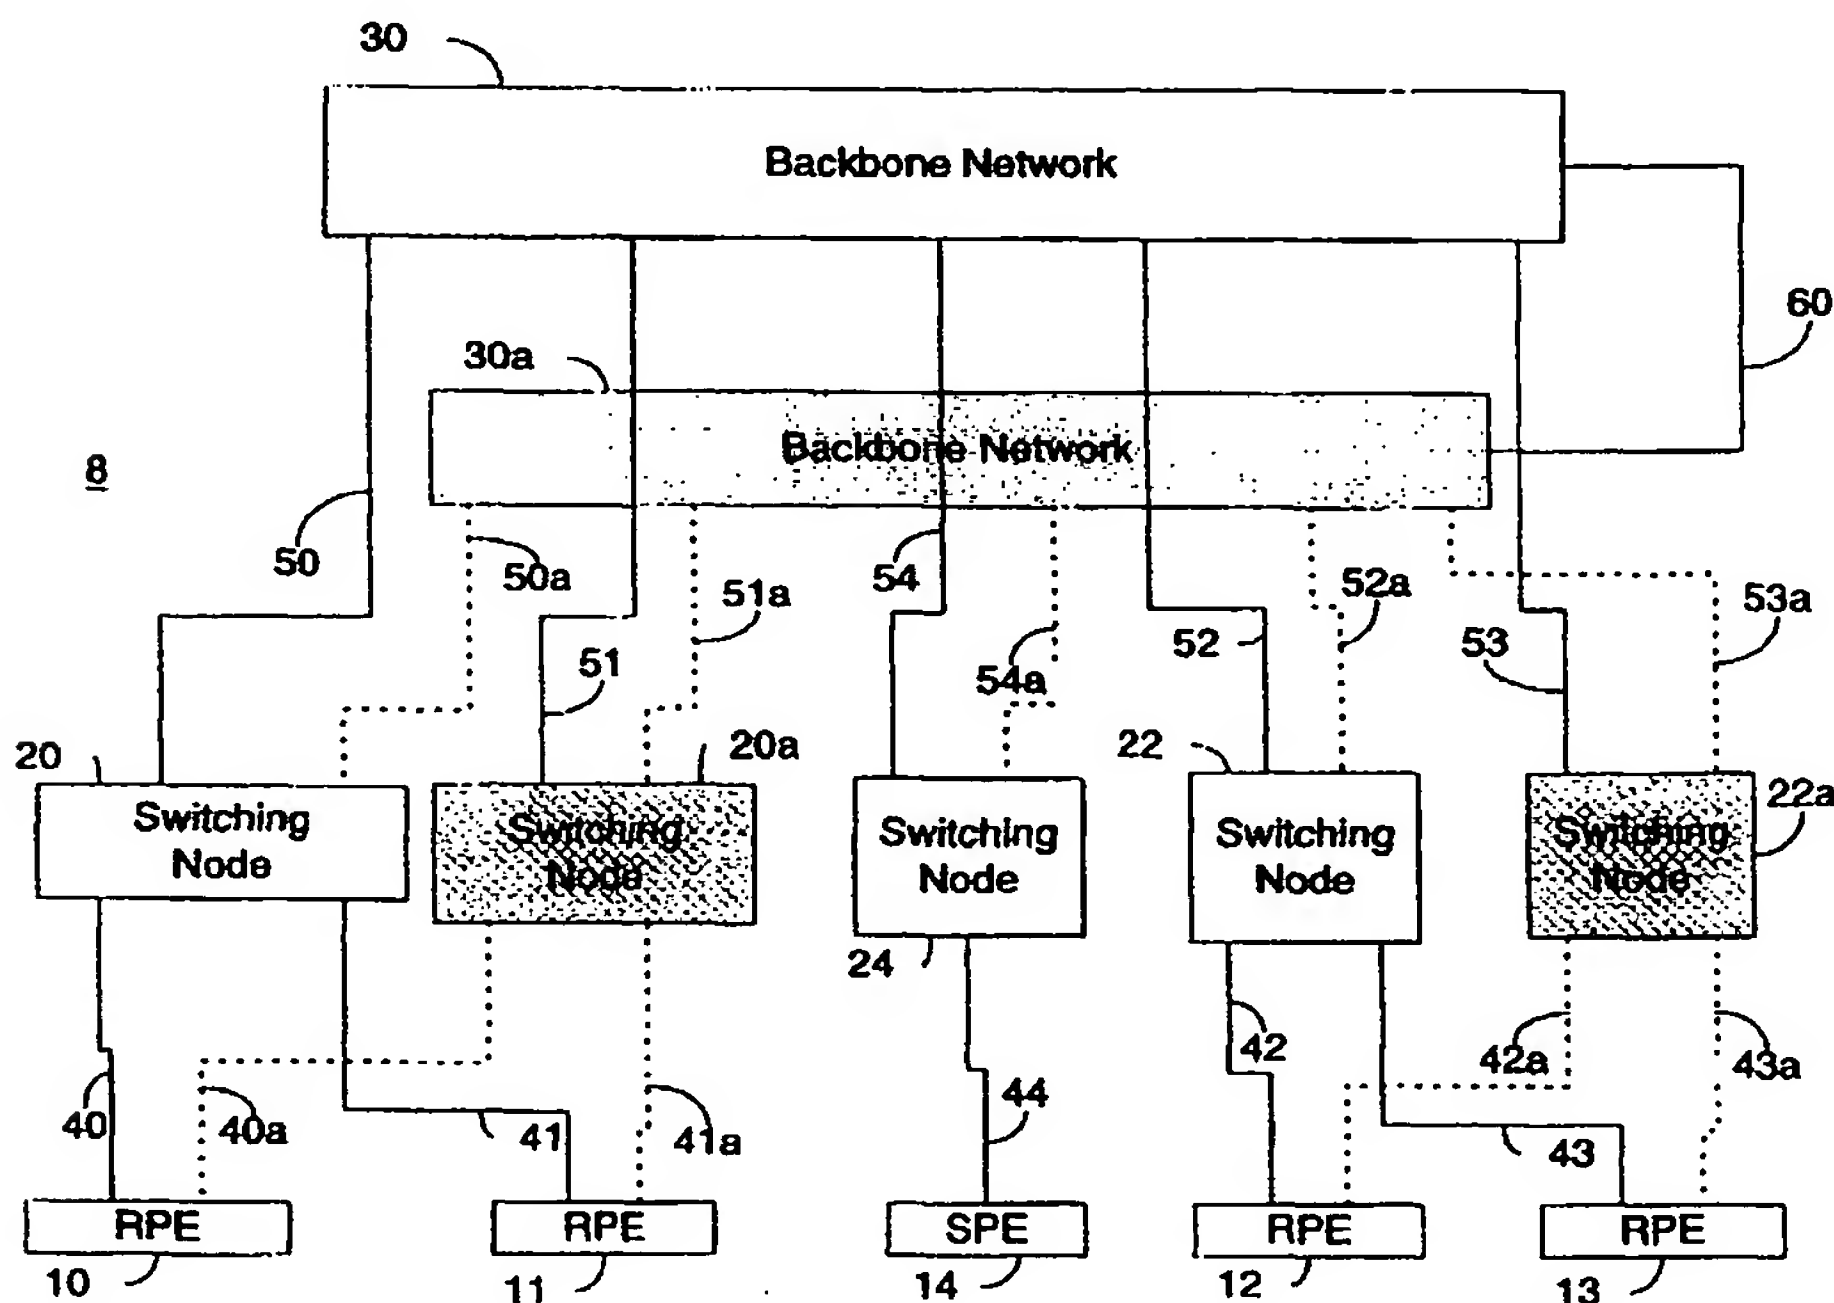 30
Backbone Network
60
30a
Backbone Network
8
50
50a
51a
54
52a
53a
51
54a
52
53
20
20a
22
22a
Switching
Node
Switching
Node
Switching
Node
Switching
Node
Switching
Node
24
40
40a
41
41a
44
42
42a
43
43a
RPE
RPE
SPE
RPE
RPE
10
11
14
12
13